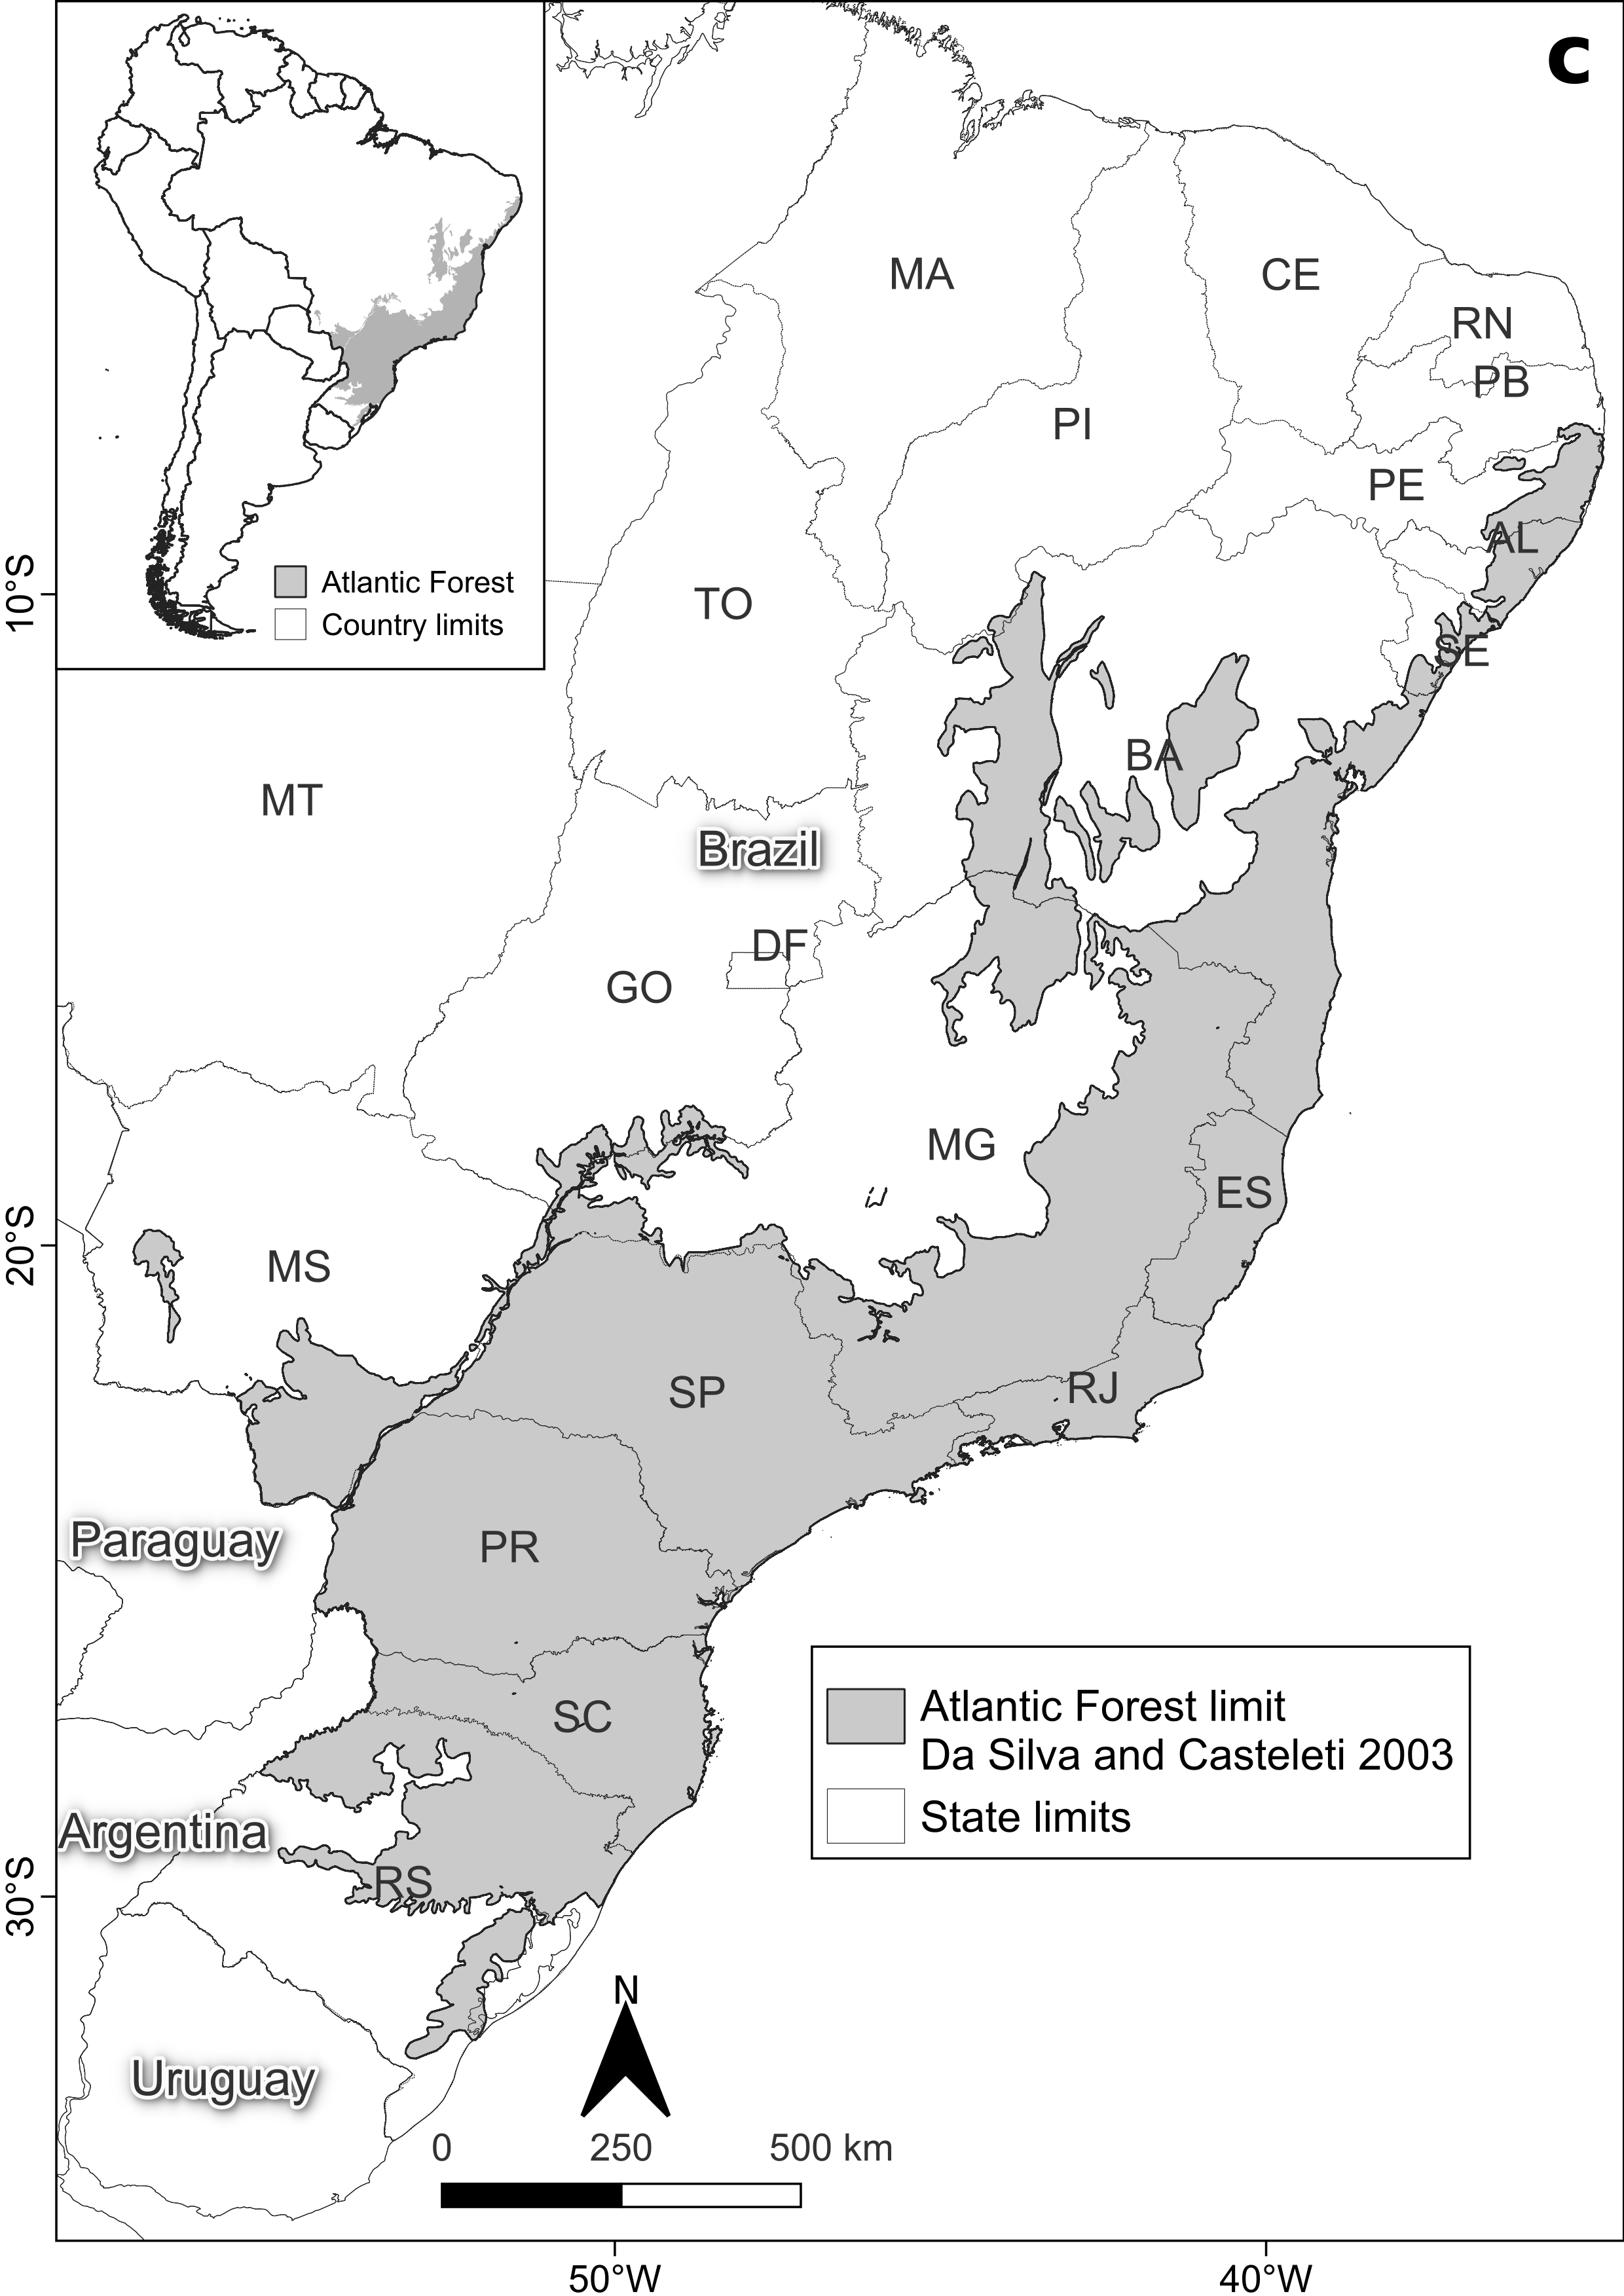 c
Atlantic Forest
Country limits
MA
CE
RN
PB
PI
PE
AL
TO
SE
BA
MT
Brazil
DF
GO
MG
ES
MS
SP
RJ
Paraguay
PR
SC
Argentina
RS
Uruguay
Atlantic Forest limit
Da Silva and Casteleti 2003
State limits
N
0 250 500 km
10°S
20°S
30°S
50°W 40°W